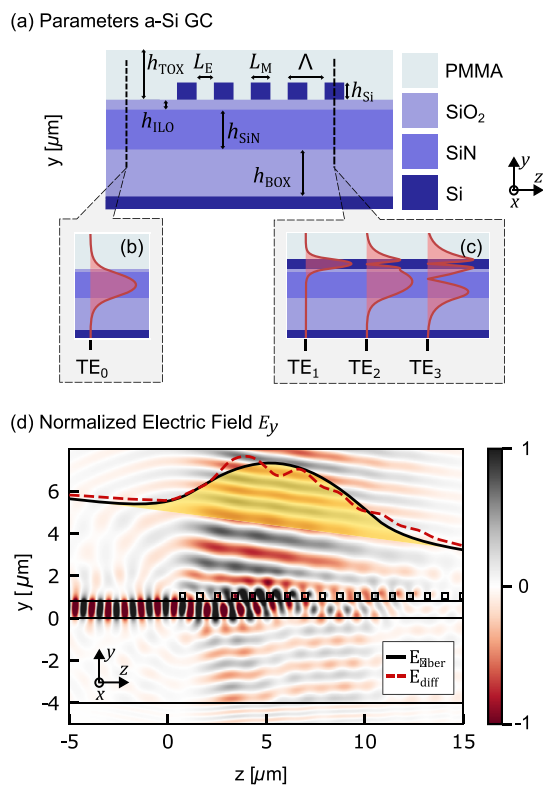 (a) Parameters a-Si GC
h_TOX
L_E
L_M
Λ
h_Si
h_ILO
h_SiN
h_BOX
y [μm]
PMMA
SiO₂
SiN
Si
y
x
z
(b)
(c)
TE₀
TE₁
TE₂
TE₃
(d) Normalized Electric Field E_y
6
4
2
0
-2
-4
y [μm]
y
x
z
E_☒ber
E_diff
-5
0
5
10
15
z [μm]
1
0
-1